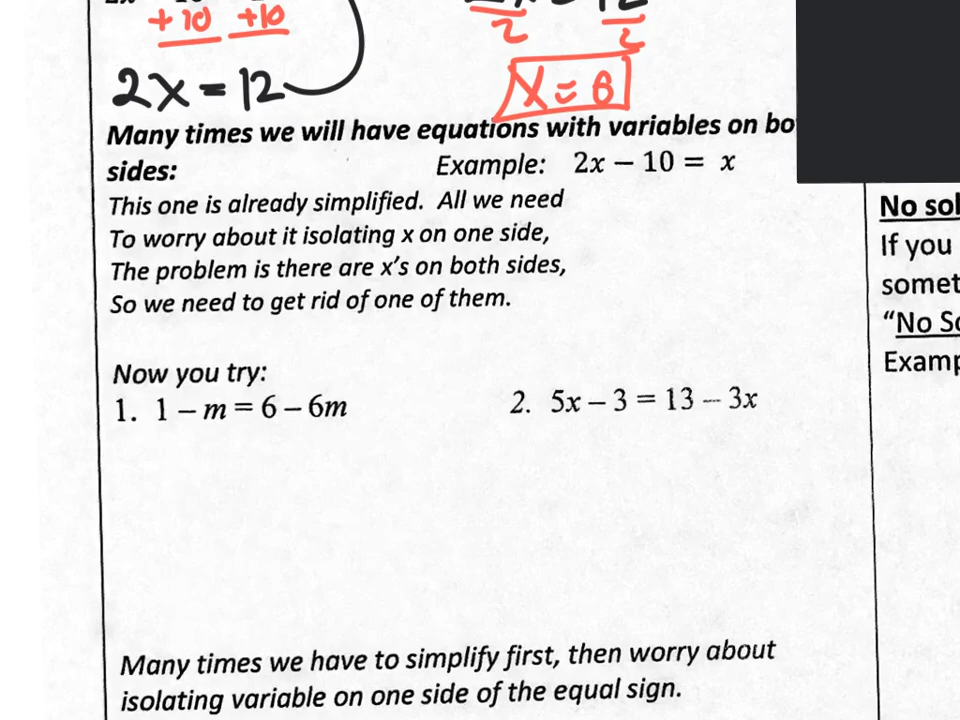 +10 +10
2
2
2x = 12
x = 6
Many times we will have equations with variables on bo
sides: Example: 2x − 10 = x
This one is already simplified. All we need
To worry about it isolating x on one side,
The problem is there are x's on both sides,
So we need to get rid of one of them.
Now you try:
1. 1 – m = 6 – 6m 2. 5x – 3 = 13 – 3x
Many times we have to simplify first, then worry about
isolating variable on one side of the equal sign.
No sol
If you
somet
“No So
Examp